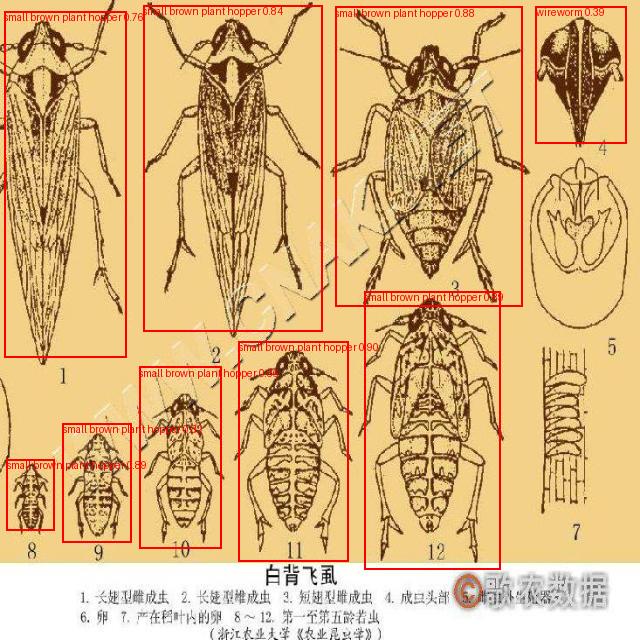 small brown plant hopper 0.76
small brown plant hopper 0.84
small brown plant hopper 0.88
wireworm 0.39
4
3
small brown plant hopper 0.89
1
2
small brown plant hopper 0.90
5
small brown plant hopper
small brown plant hopper
small brown plant hopper 0.89
7
8
9
10
11
12
白背飞虱
1. 长翅型雌成虫 2. 长翅型雄成虫 3. 短翅型雌成虫 4. 成虫头部 5.
6. 卵 7. 产在稻叶内的卵 8～12. 第一至第五龄若虫
(浙江农业大学《农业昆虫学》)
©歌农数据
WWW.CNAK.NET